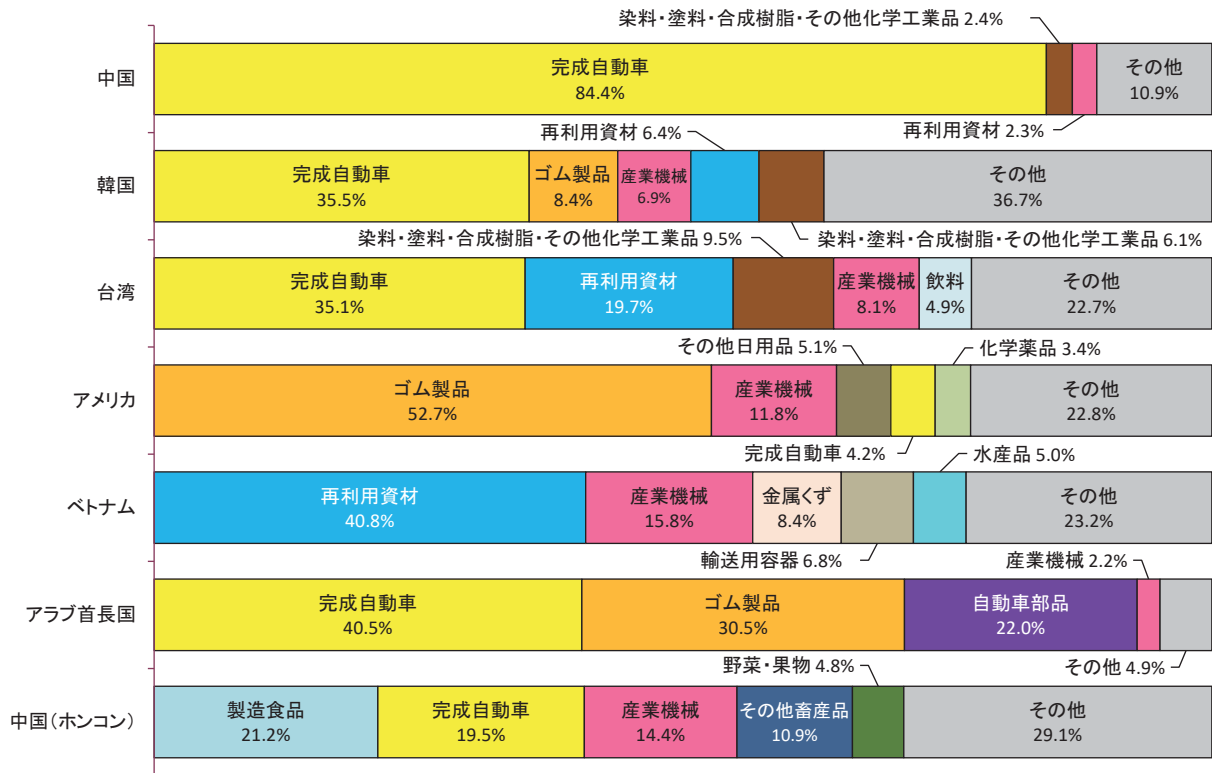 染料・塗料・合成樹脂・その他化学工業品 2.4%
中国
完成自動車
84.4%
その他
10.9%
再利用資材 2.3%
再利用資材 6.4%
韓国
完成自動車
35.5%
ゴム製品
8.4%
産業機械
6.9%
その他
36.7%
染料・塗料・合成樹脂・その他化学工業品 9.5%
染料・塗料・合成樹脂・その他化学工業品 6.1%
台湾
完成自動車
35.1%
再利用資材
19.7%
産業機械
8.1%
飲料
4.9%
その他
22.7%
その他日用品 5.1%
化学薬品 3.4%
アメリカ
ゴム製品
52.7%
産業機械
11.8%
その他
22.8%
完成自動車 4.2%
水産品 5.0%
ベトナム
再利用資材
40.8%
産業機械
15.8%
金属くず
8.4%
その他
23.2%
輸送用容器 6.8%
産業機械 2.2%
アラブ首長国
完成自動車
40.5%
ゴム製品
30.5%
自動車部品
22.0%
野菜・果物 4.8%
その他 4.9%
中国（ホンコン）
製造食品
21.2%
完成自動車
19.5%
産業機械
14.4%
その他畜産品
10.9%
その他
29.1%